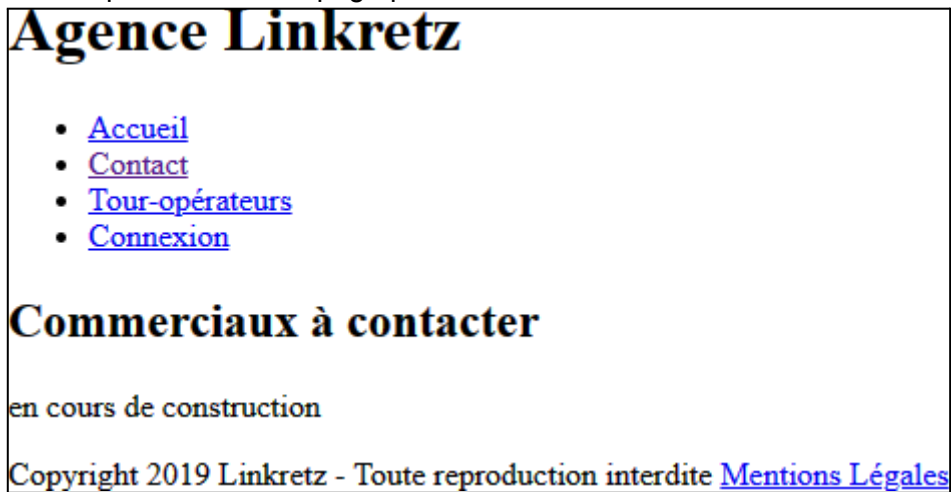 Agence Linkretz
Accueil
Contact
Tour-opérateurs
Connexion
Commerciaux à contacter
en cours de construction
Copyright 2019 Linkretz - Toute reproduction interdite Mentions Légales